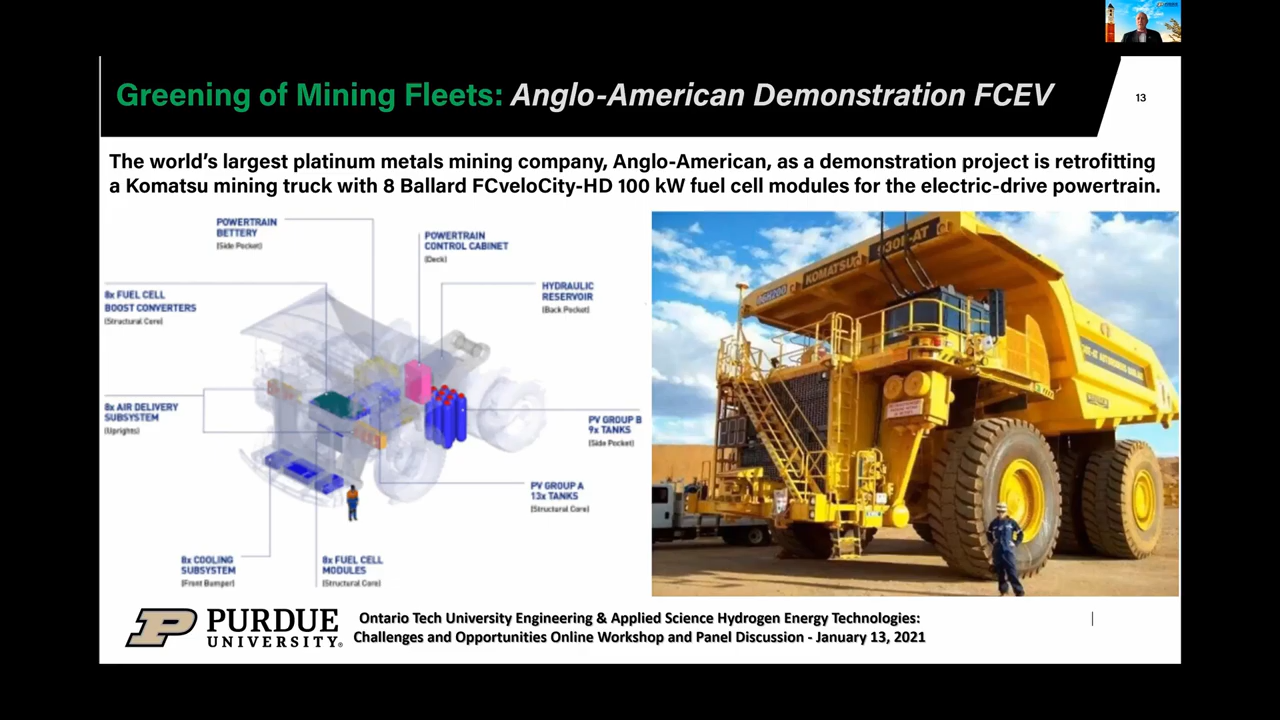 Greening of Mining Fleets: Anglo-American Demonstration FCEV
13
The world's largest platinum metals mining company, Anglo-American, as a demonstration project is retrofitting
a Komatsu mining truck with 8 Ballard FCveloCity-HD 100 kW fuel cell modules for the electric-drive powertrain.
POWERTRAIN
BETTERY
(Side Pocket)
POWERTRAIN
CONTROL CABINET
(Deck)
8x FUEL CELL
BOOST CONVERTERS
(Structural Core)
HYDRAULIC
RESERVOIR
(Back Pocket)
8x AIR DELIVERY
SUBSYSTEM
(Uprights)
PV GROUP B
9x TANKS
(Side Pocket)
PV GROUP A
13x TANKS
(Structural Core)
8x COOLING
SUBSYSTEM
(Front Bumper)
8x FUEL CELL
MODULES
(Structural Core)
KOMATSU
930E-AT
PURDUE
UNIVERSITY®
Ontario Tech University Engineering & Applied Science Hydrogen Energy Technologies:
Challenges and Opportunities Online Workshop and Panel Discussion - January 13, 2021